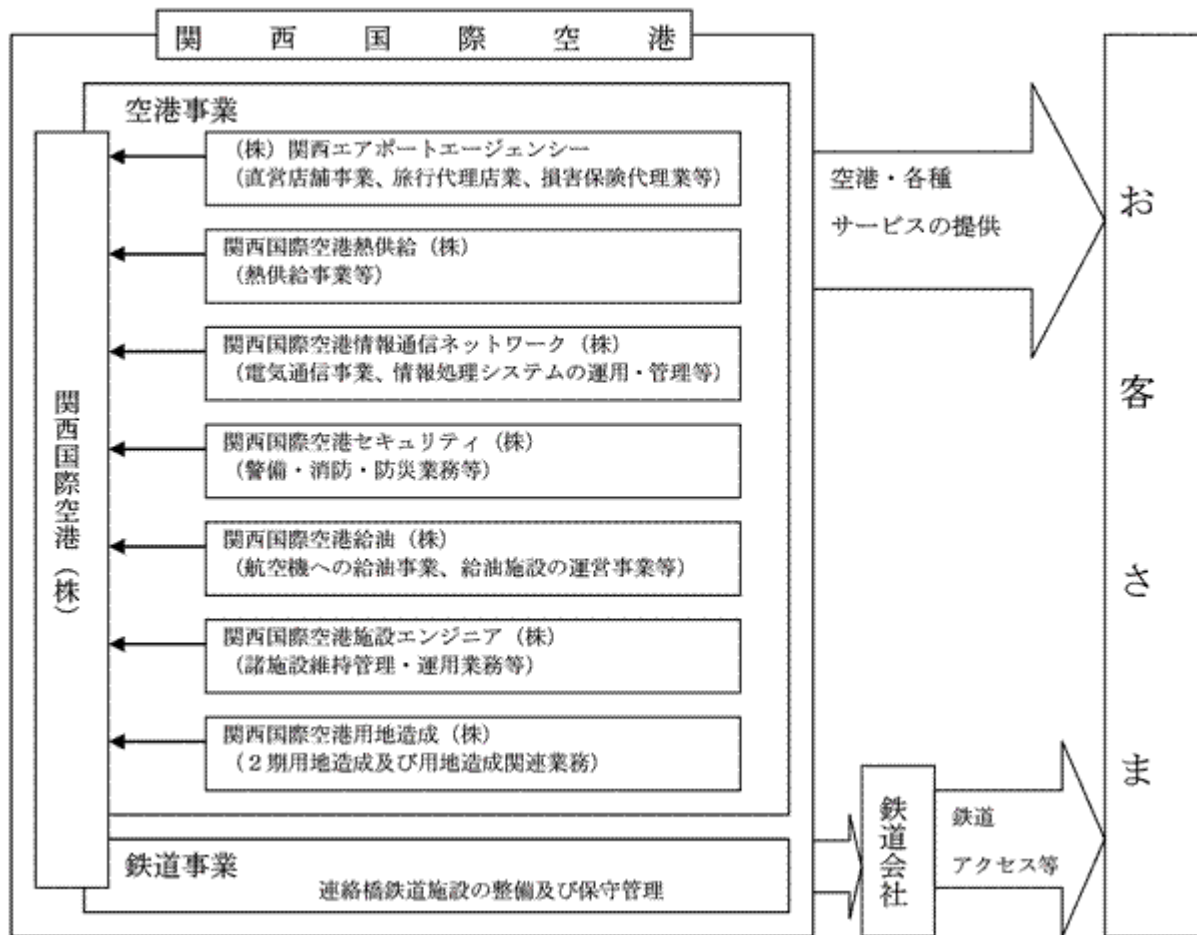 関西国際空港
空港事業
(株)関西エアポートエージェンシー
(直営店舗事業、旅行代理店業、損害保険代理業等)
関西国際空港熱供給(株)
(熱供給事業等)
関西国際空港情報通信ネットワーク(株)
(電気通信事業、情報処理システムの運用・管理等)
関西国際空港セキュリティ(株)
(警備・消防・防災業務等)
関西国際空港給油(株)
(航空機への給油事業、給油施設の運営事業等)
関西国際空港施設エンジニア(株)
(諸施設維持管理・運用業務等)
関西国際空港用地造成(株)
(2期用地造成及び用地造成関連業務)
関西国際空港(株)
鉄道事業
連絡橋鉄道施設の整備及び保守管理
空港・各種
サービスの提供
鉄道会社
鉄道
アクセス等
お客さま